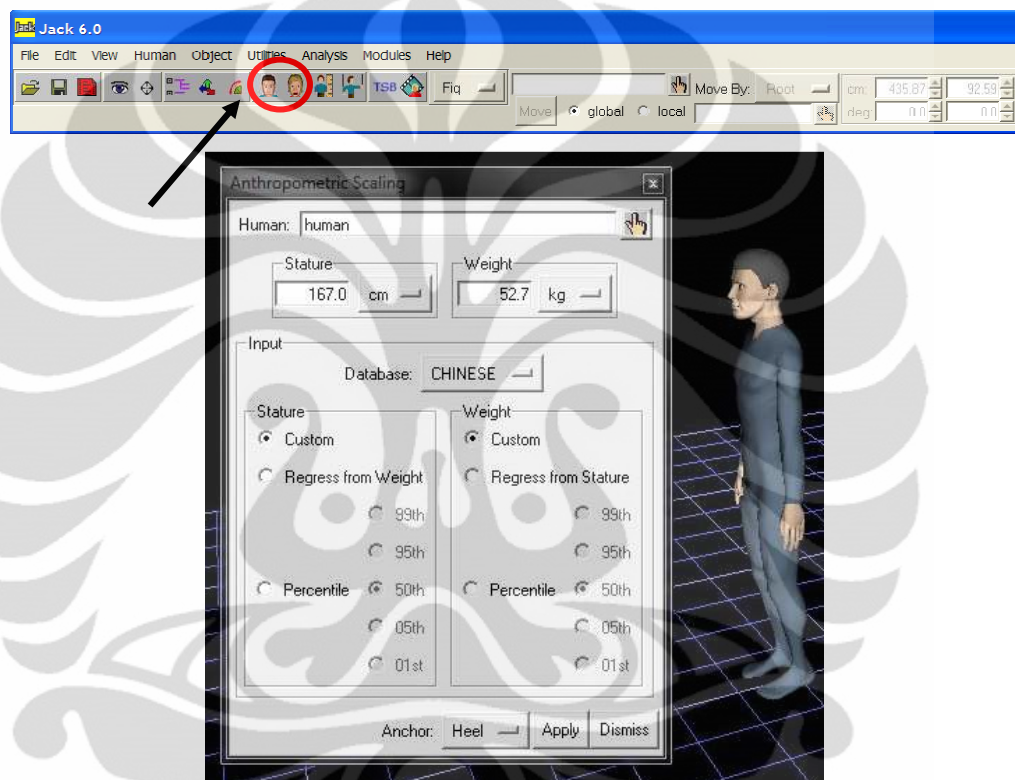 Jack Jack 6.0
File Edit View Human Object Utilities Analysis Modules Help
TSB Fig Move By: Root cm: 435.87 92.59
Move global local deg: 0.0 0.0
Anthropometric Scaling
Human: human
Stature Weight
167.0 cm 52.7 kg
Input
Database: CHINESE
Stature Weight
Custom Custom
Regress from Weight Regress from Stature
99th 99th
95th 95th
Percentile 50th Percentile 50th
05th 05th
01st 01st
Anchor: Heel Apply Dismiss